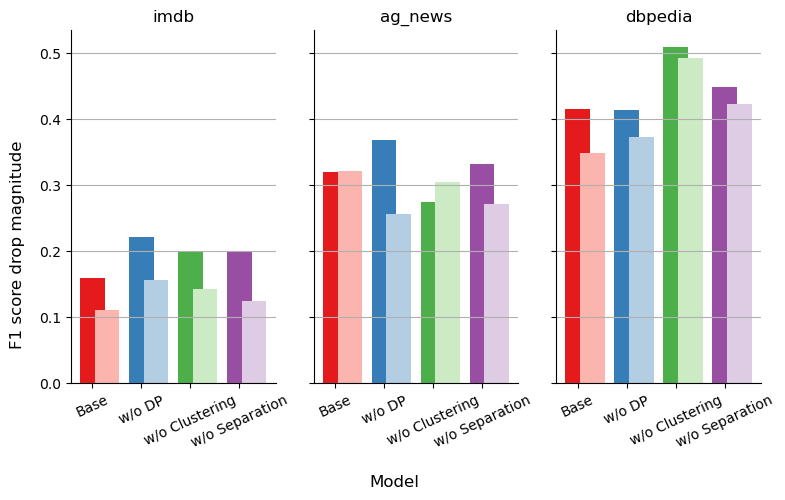 imdb
ag_news
dbpedia
F1 score drop magnitude
0.5
0.4
0.3
0.2
0.1
0.0
Base
w/o DP
w/o Clustering
w/o Separation
Base
w/o DP
w/o Clustering
w/o Separation
Base
w/o DP
w/o Clustering
w/o Separation
Model